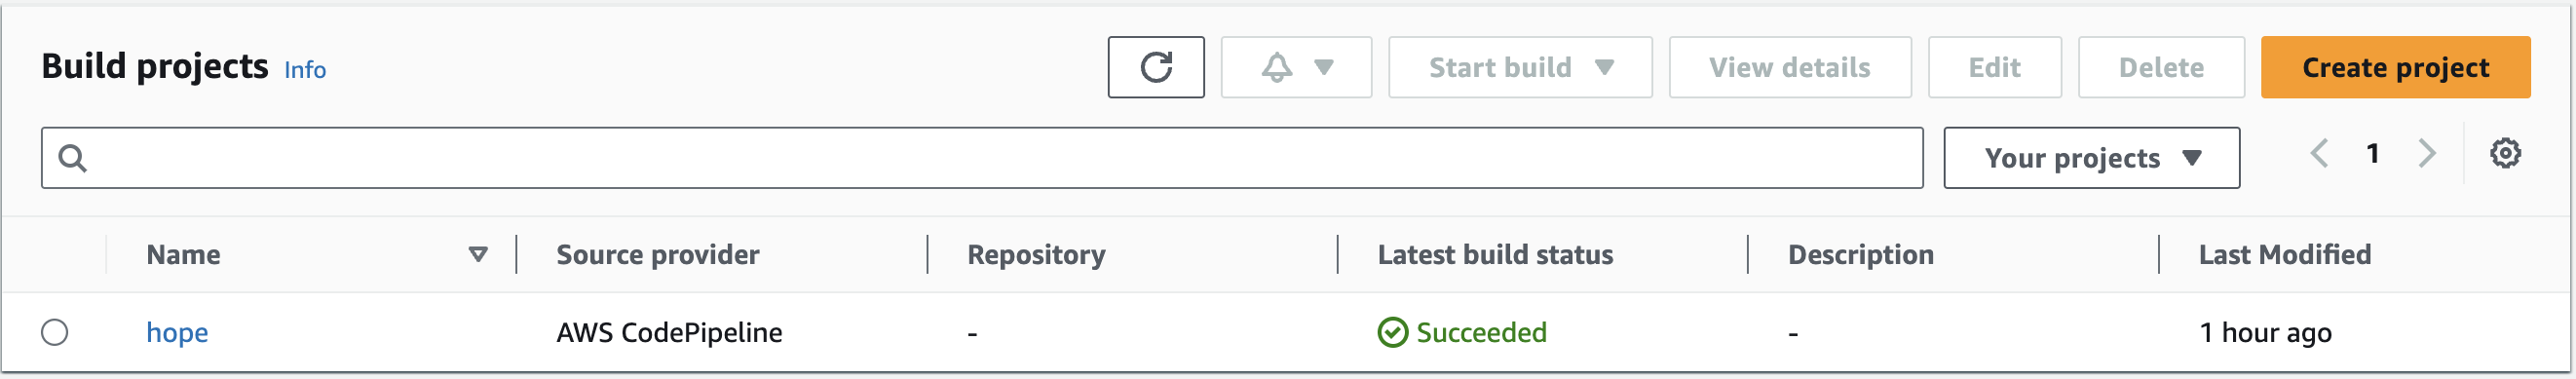 Build projects Info Start build View details Edit Delete Create project
Your projects 1
Name Source provider Repository Latest build status Description Last Modified
hope AWS CodePipeline - Succeeded - 1 hour ago